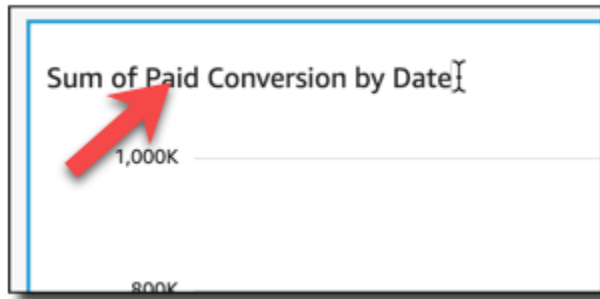 Sum of Paid Conversion by Date
1,000K
800K